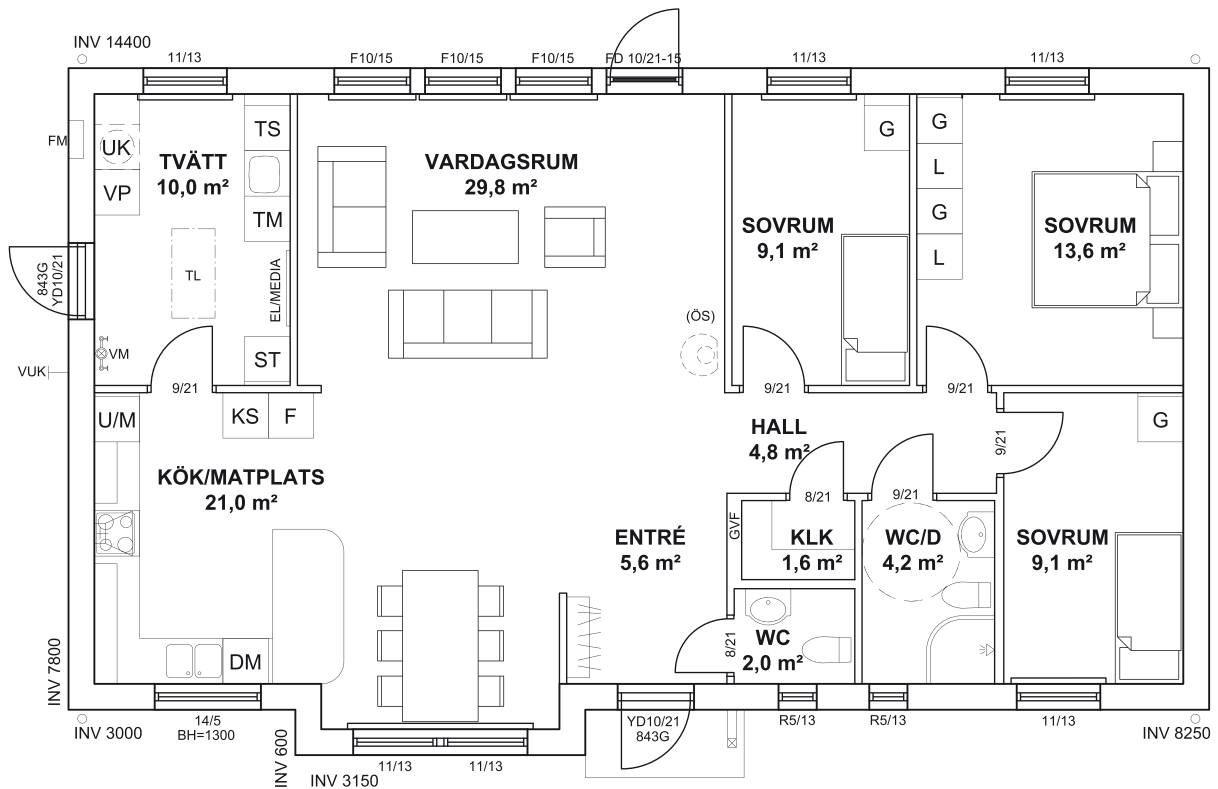 INV 14400
11/13
F10/15
F10/15
F10/15
FD 10/21-15
11/13
11/13
FM
UK
VP
TVÄTT
10,0 m²
TS
TM
TL
EL/MEDIA
ST
843G
YD10/21
VM
VUK
9/21
VARDAGSRUM
29,8 m²
(ÖS)
SOVRUM
9,1 m²
G
G
L
G
L
SOVRUM
13,6 m²
9/21
9/21
U/M
KS
F
KÖK/MATPLATS
21,0 m²
DM
HALL
4,8 m²
9/21
G
8/21
9/21
ENTRÉ
5,6 m²
GVF
KLK
1,6 m²
WC/D
4,2 m²
SOVRUM
9,1 m²
8/21
WC
2,0 m²
INV 7800
INV 3000
14/5
BH=1300
INV 600
INV 3150
11/13
11/13
YD10/21
843G
R5/13
R5/13
11/13
INV 8250